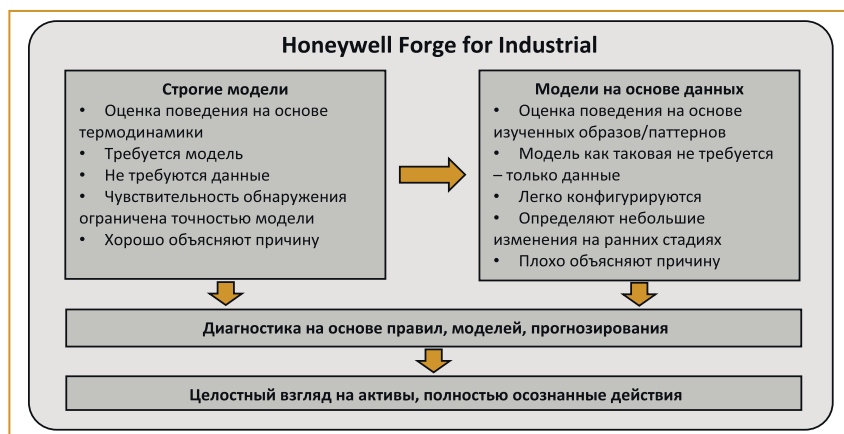 Honeywell Forge for Industrial
Строгие модели
• Оценка поведения на основе
термодинамики
• Требуется модель
• Не требуются данные
• Чувствительность обнаружения
ограничена точностью модели
• Хорошо объясняют причину
Модели на основе данных
• Оценка поведения на основе
изученных образов/паттернов
• Модель как таковая не требуется
– только данные
• Легко конфигурируются
• Определяют небольшие
изменения на ранних стадиях
• Плохо объясняют причину
Диагностика на основе правил, моделей, прогнозирования
Целостный взгляд на активы, полностью осознанные действия